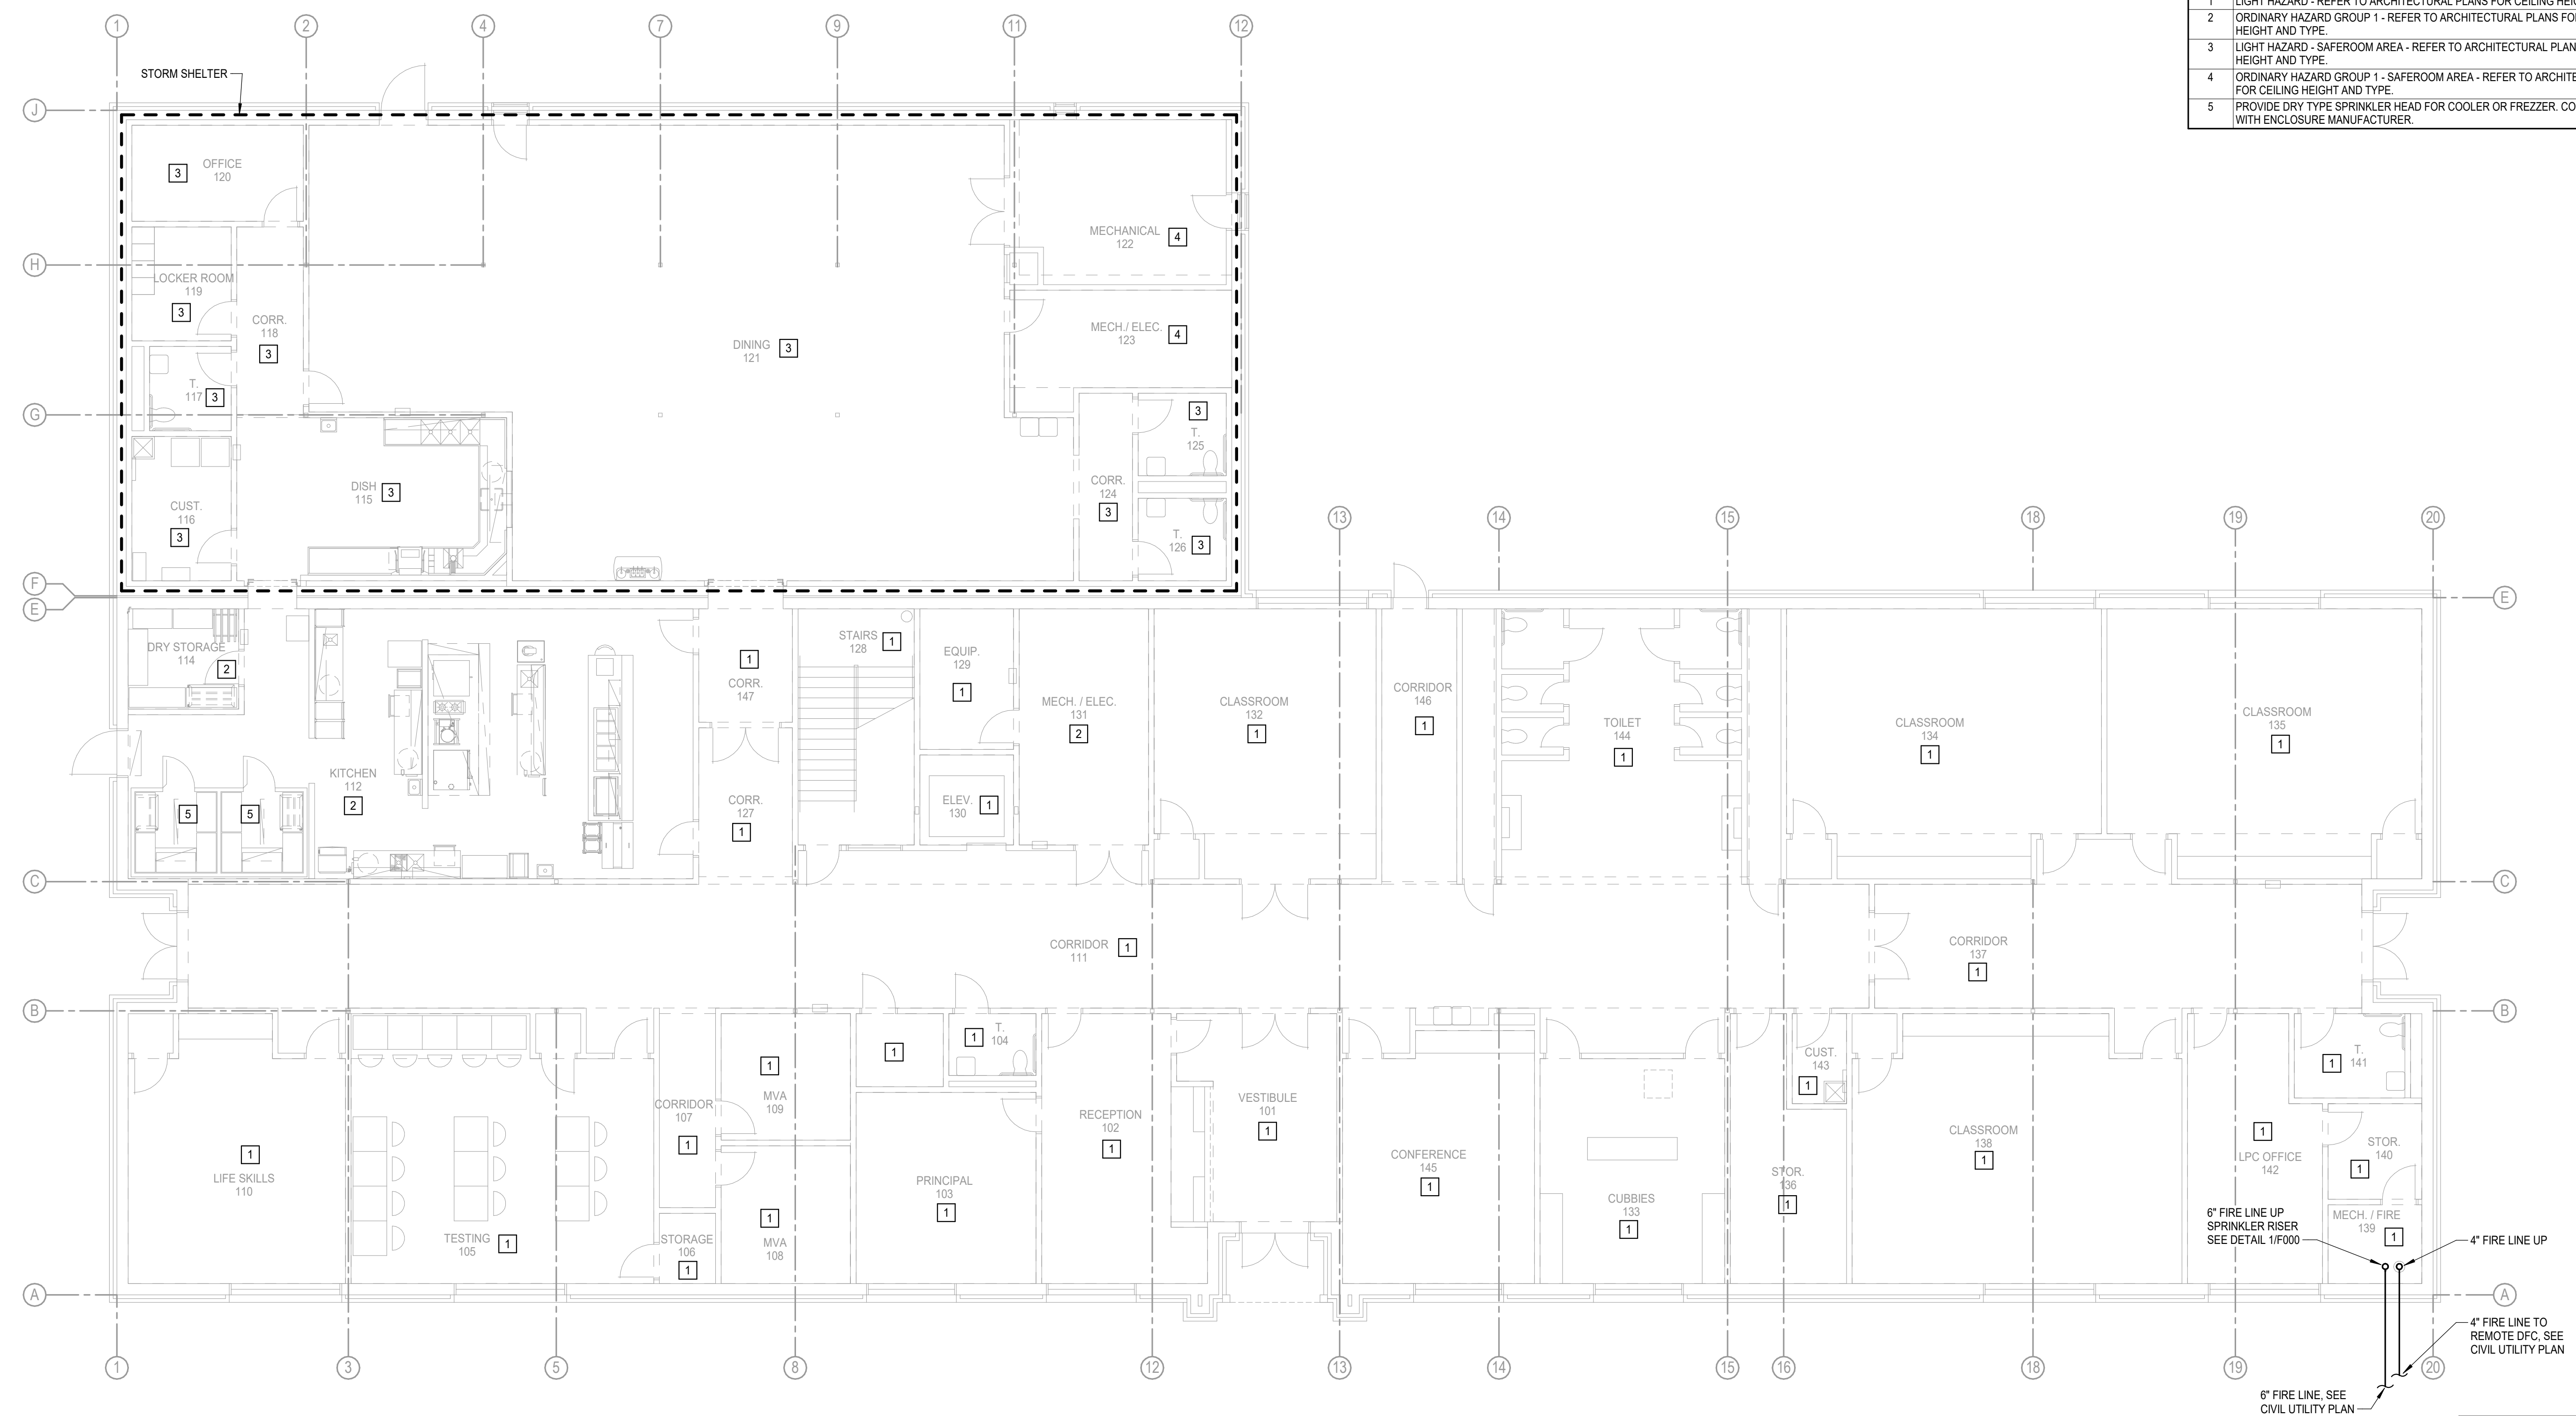 1
2
4
7
9
11
12
1 LIGHT HAZARD - REFER TO ARCHITECTURAL PLANS FOR CEILING
2 ORDINARY HAZARD GROUP 1 - REFER TO ARCHITECTURAL PLANS
HEIGHT AND TYPE.
3 LIGHT HAZARD - SAFEROOM AREA - REFER TO ARCHITECTURAL
HEIGHT AND TYPE.
4 ORDINARY HAZARD GROUP 1 - SAFEROOM AREA - REFER TO
FOR CEILING HEIGHT AND TYPE.
5 PROVIDE DRY TYPE SPRINKLER HEAD FOR COOLER OR FREZZER.
WITH ENCLOSURE MANUFACTURER.
STORM SHELTER
J
OFFICE
120
3
MECHANICAL
122
4
H
LOCKER ROOM
119
3
CORR.
118
3
DINING
121
3
MECH./ ELEC.
123
4
T.
117
3
G
3
T.
125
DISH
115
3
CORR.
124
3
CUST.
116
3
T.
126
3
13
14
15
18
19
20
F
E
E
DRY STORAGE
114
2
1
CORR.
147
STAIRS
128
1
EQUIP.
129
1
MECH. / ELEC.
131
2
CLASSROOM
132
1
CORRIDOR
146
1
TOILET
144
1
CLASSROOM
134
1
CLASSROOM
135
1
KITCHEN
112
2
5
5
CORR.
127
1
ELEV.
130
1
C
C
CORRIDOR
111
1
CORRIDOR
137
1
B
B
1
LIFE SKILLS
110
TESTING
105
1
CORRIDOR
107
1
STORAGE
106
1
1
MVA
109
1
MVA
108
1
1
T.
104
PRINCIPAL
103
1
RECEPTION
102
1
VESTIBULE
101
1
CONFERENCE
145
1
CUBBIES
133
1
STOR.
136
1
CUST.
143
1
CLASSROOM
138
1
1
LPC OFFICE
142
T.
141
1
STOR.
140
1
MECH. / FIRE
139
1
6" FIRE LINE UP
SPRINKLER RISER
SEE DETAIL 1/F000
4" FIRE LINE UP
A
A
4" FIRE LINE TO
REMOTE DFC, SEE
CIVIL UTILITY PLAN
1
3
5
8
12
13
14
15
16
18
19
20
6" FIRE LINE, SEE
CIVIL UTILITY PLAN